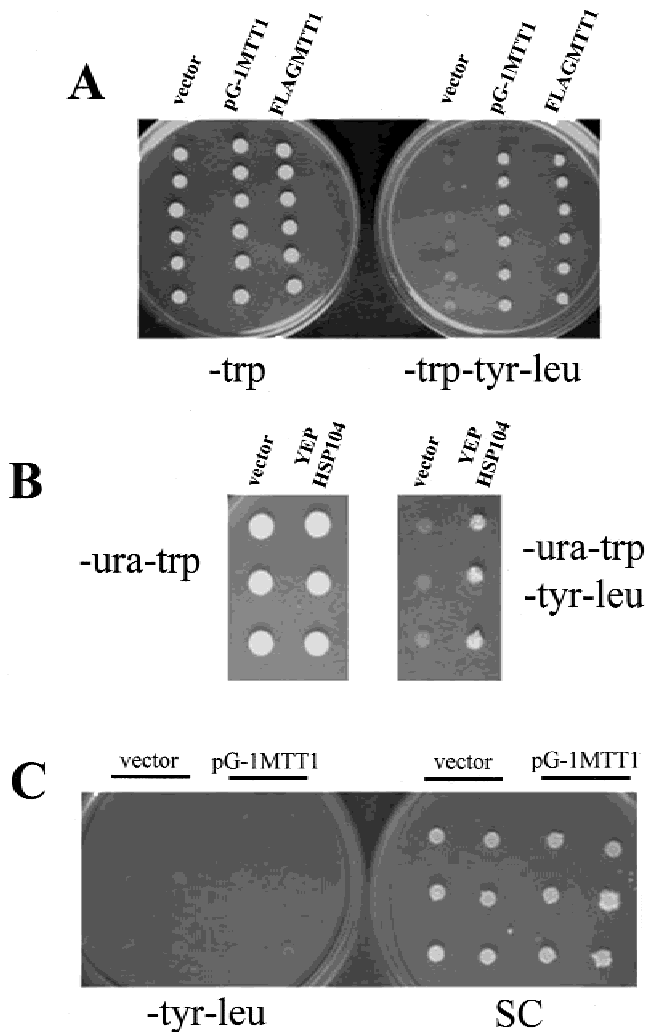 A
vector
pG-1MTT1
FLAGMTT1
vector
pG-1MTT1
FLAGMTT1
-trp
-trp-tyr-leu
B
vector
YEP
HSP104
vector
YEP
HSP104
-ura-trp
-ura-trp
-tyr-leu
C
vector
pG-1MTT1
vector
pG-1MTT1
-tyr-leu
SC